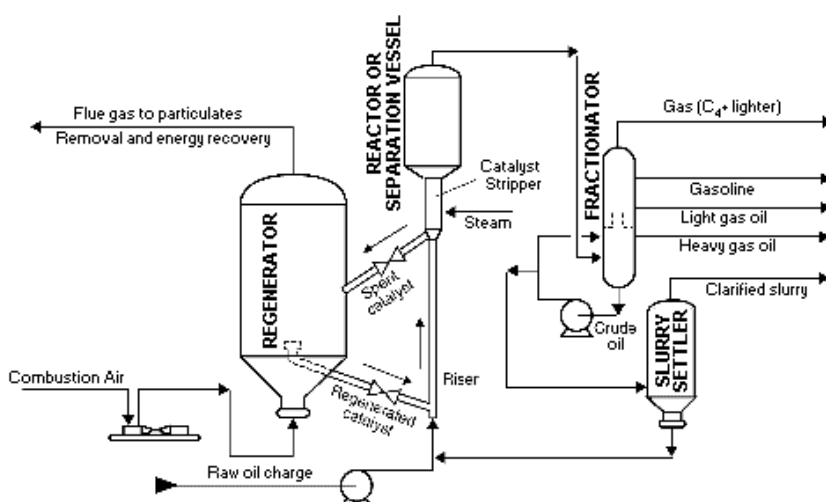 REACTOR OR
SEPARATION VESSEL
Flue gas to particulates
Removal and energy recovery
Catalyst
Stripper
Steam
FRACTIONATOR
Gas (C4+ lighter)
Gasoline
Light gas oil
Heavy gas oil
Clarified slurry
REGENERATOR
Spent
catalyst
Crude
oil
SLURRY
SETTLER
Combustion Air
Riser
Regenerated
catalyst
Raw oil charge